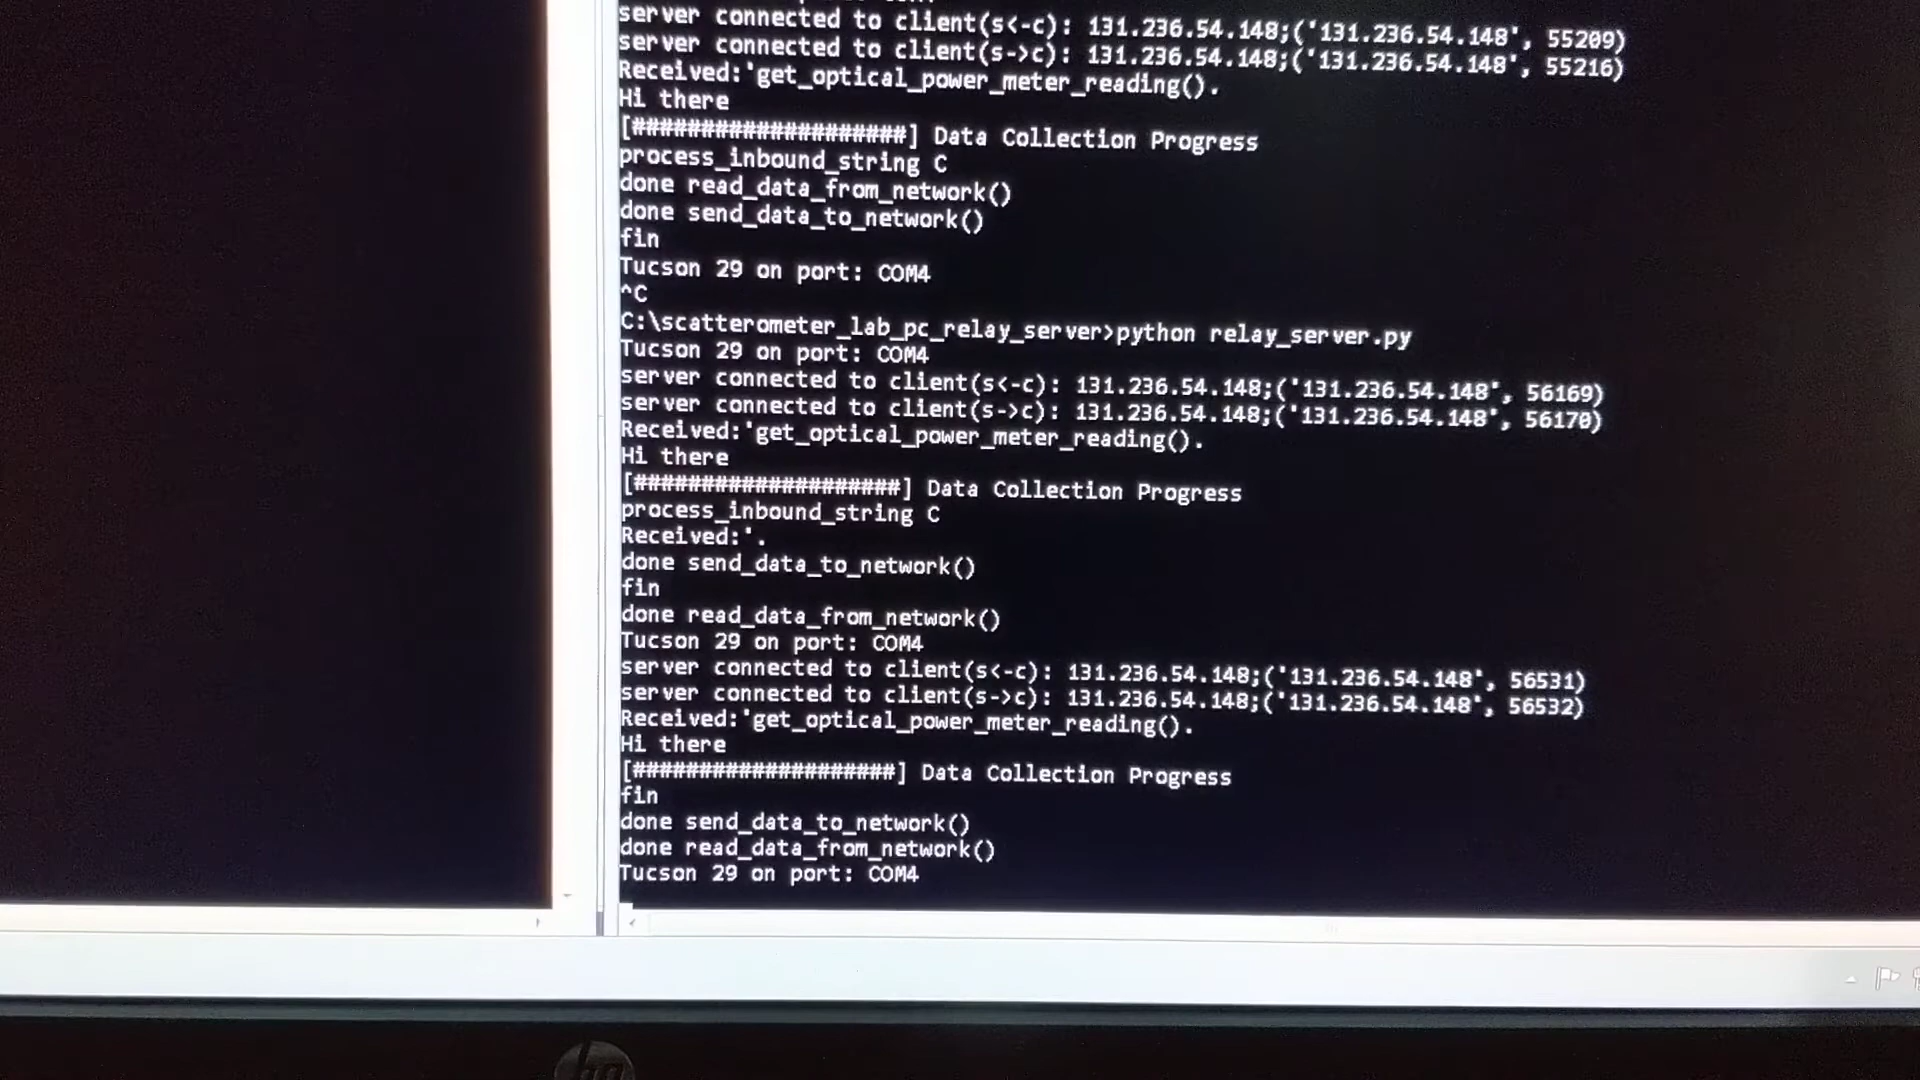 server connected to client(s<-c): 131.236.54.148;('131.236.54.148', 55209)
server connected to client(s->c): 131.236.54.148;('131.236.54.148', 55216)
Received:'get_optical_power_meter_reading().
Hi there
[####################] Data Collection Progress
process_inbound_string C
done read_data_from_network()
done send_data_to_network()
fin
Tucson 29 on port: COM4
^C
C:\scatterometer_lab_pc_relay_server>python relay_server.py
Tucson 29 on port: COM4
server connected to client(s<-c): 131.236.54.148;('131.236.54.148', 56169)
server connected to client(s->c): 131.236.54.148;('131.236.54.148', 56170)
Received:'get_optical_power_meter_reading().
Hi there
[####################] Data Collection Progress
process_inbound_string C
Received:'.
done send_data_to_network()
fin
done read_data_from_network()
Tucson 29 on port: COM4
server connected to client(s<-c): 131.236.54.148;('131.236.54.148', 56531)
server connected to client(s->c): 131.236.54.148;('131.236.54.148', 56532)
Received:'get_optical_power_meter_reading().
Hi there
[####################] Data Collection Progress
fin
done send_data_to_network()
done read_data_from_network()
Tucson 29 on port: COM4
hp